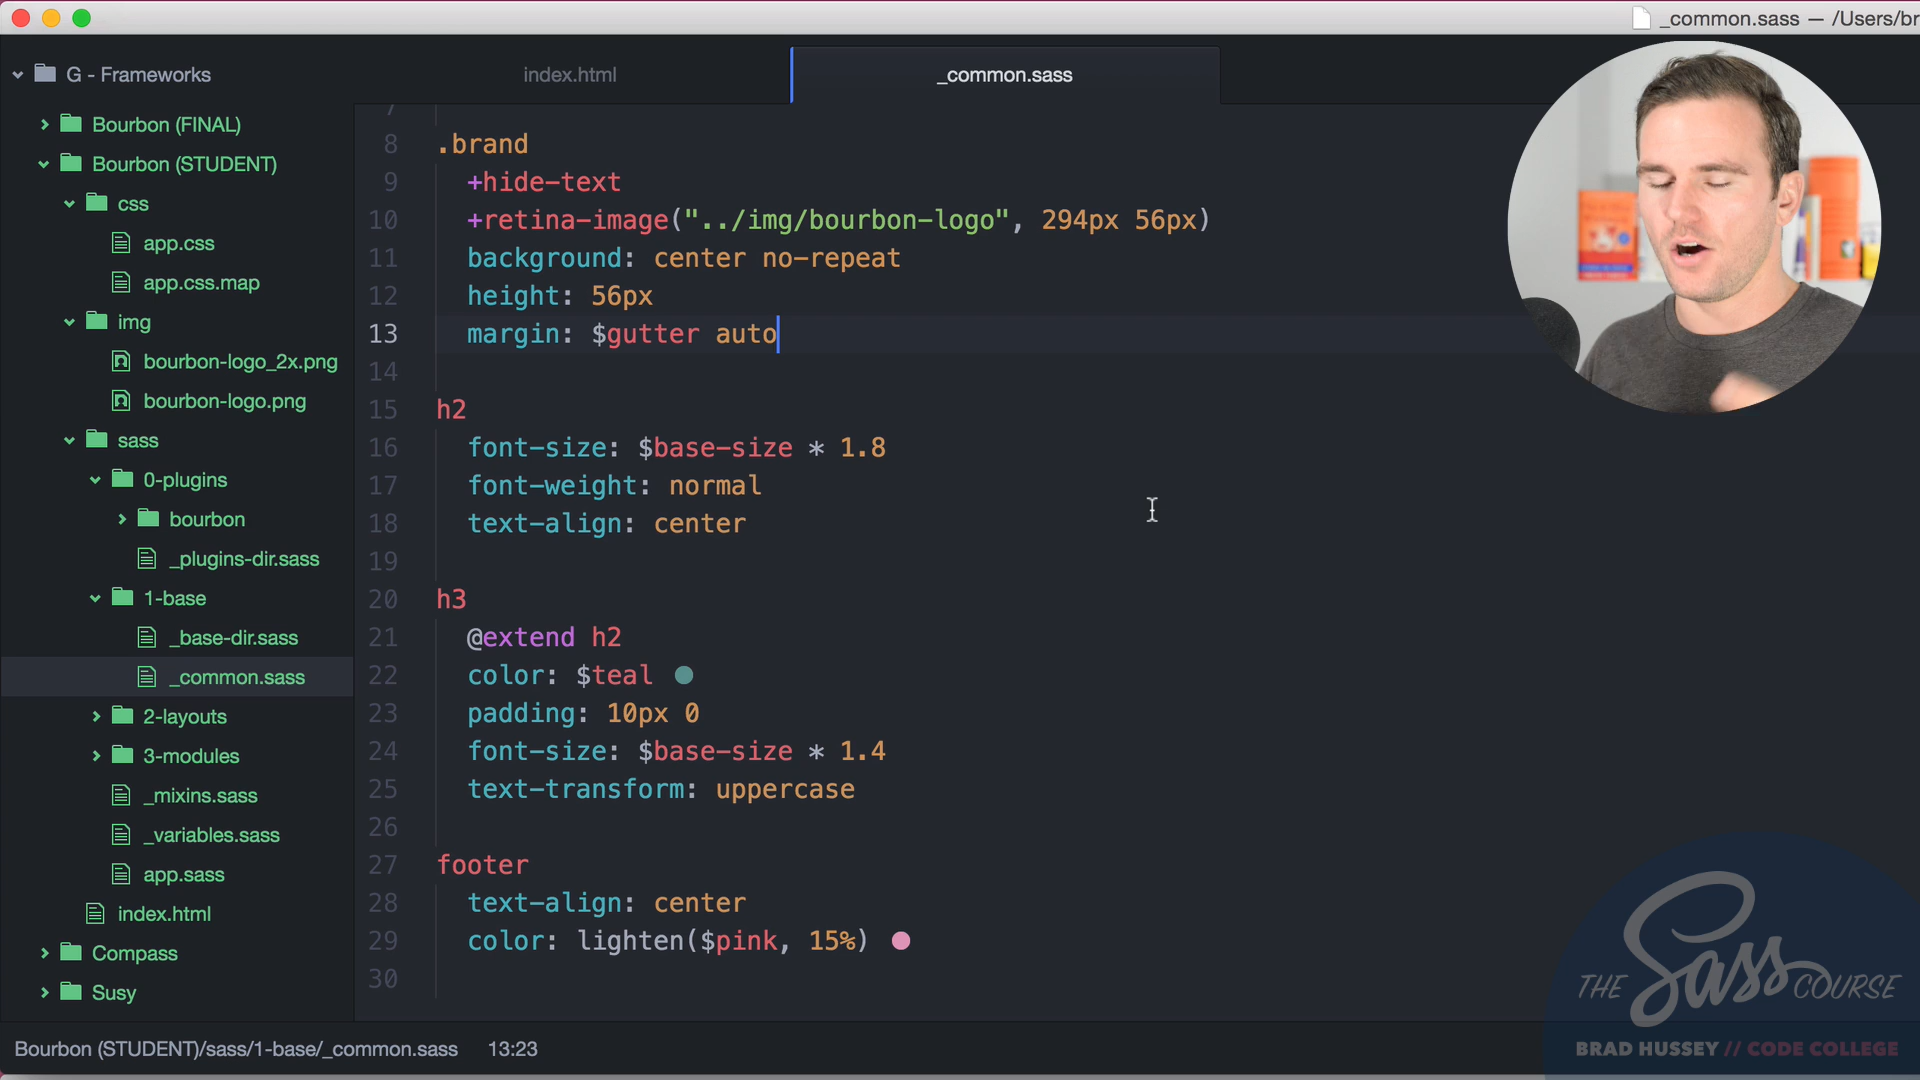 _common.sass — /Users/br
G - Frameworks
Bourbon (FINAL)
Bourbon (STUDENT)
css
app.css
app.css.map
img
bourbon-logo_2x.png
bourbon-logo.png
sass
0-plugins
bourbon
_plugins-dir.sass
1-base
_base-dir.sass
_common.sass
2-layouts
3-modules
_mixins.sass
_variables.sass
app.sass
index.html
Compass
Susy
index.html
_common.sass
7
8 .brand
9 +hide-text
10 +retina-image("../img/bourbon-logo", 294px 56px)
11 background: center no-repeat
12 height: 56px
13 margin: $gutter auto
14
15 h2
16 font-size: $base-size * 1.8
17 font-weight: normal
18 text-align: center
19
20 h3
21 @extend h2
22 color: $teal
23 padding: 10px 0
24 font-size: $base-size * 1.4
25 text-transform: uppercase
26
27 footer
28 text-align: center
29 color: lighten($pink, 15%)
30
THE Sass COURSE
BRAD HUSSEY // CODE COLLEGE
Bourbon (STUDENT)/sass/1-base/_common.sass 13:23